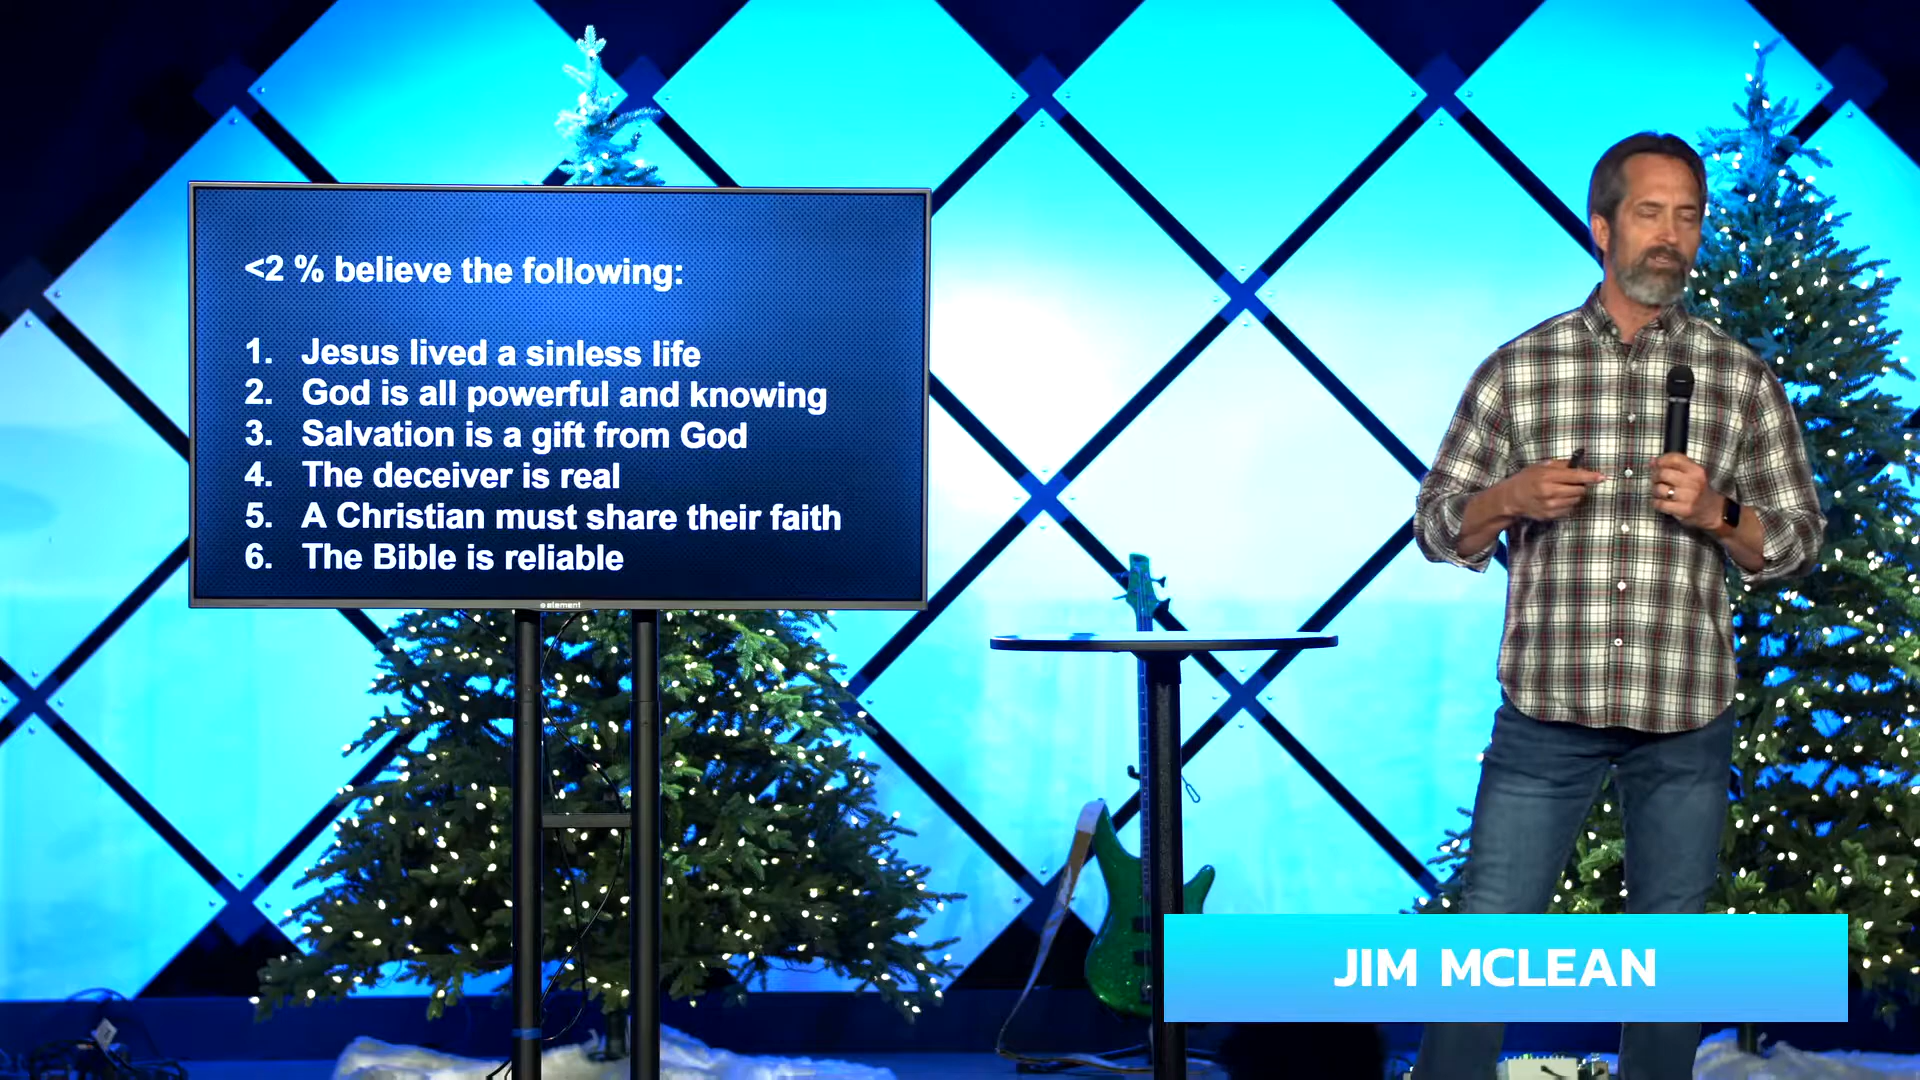 <2 % believe the following:
1. Jesus lived a sinless life
2. God is all powerful and knowing
3. Salvation is a gift from God
4. The deceiver is real
5. A Christian must share their faith
6. The Bible is reliable
element
JIM MCLEAN